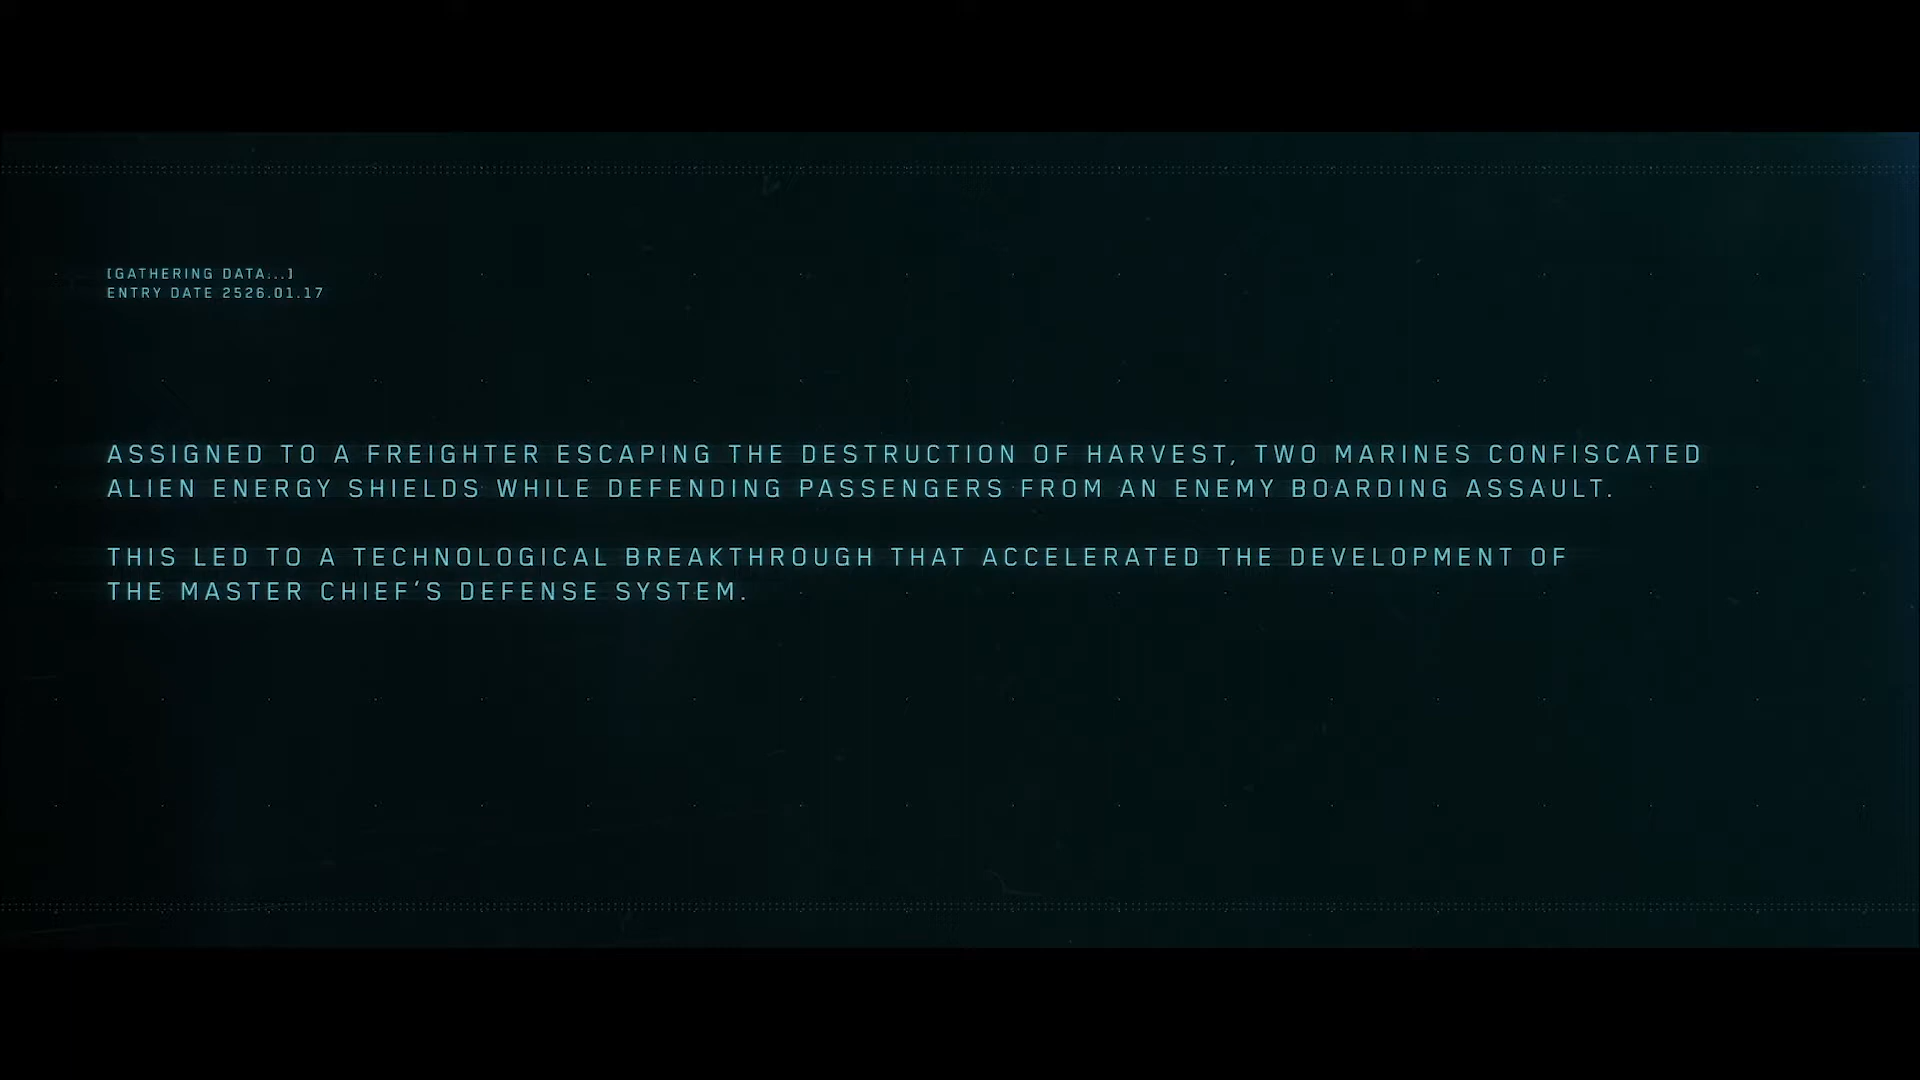 [GATHERING DATA...]
ENTRY DATE 2526.01.17
ASSIGNED TO A FREIGHTER ESCAPING THE DESTRUCTION OF HARVEST, TWO MARINES CONFISCATED
ALIEN ENERGY SHIELDS WHILE DEFENDING PASSENGERS FROM AN ENEMY BOARDING ASSAULT.
THIS LED TO A TECHNOLOGICAL BREAKTHROUGH THAT ACCELERATED THE DEVELOPMENT OF
THE MASTER CHIEF'S DEFENSE SYSTEM.